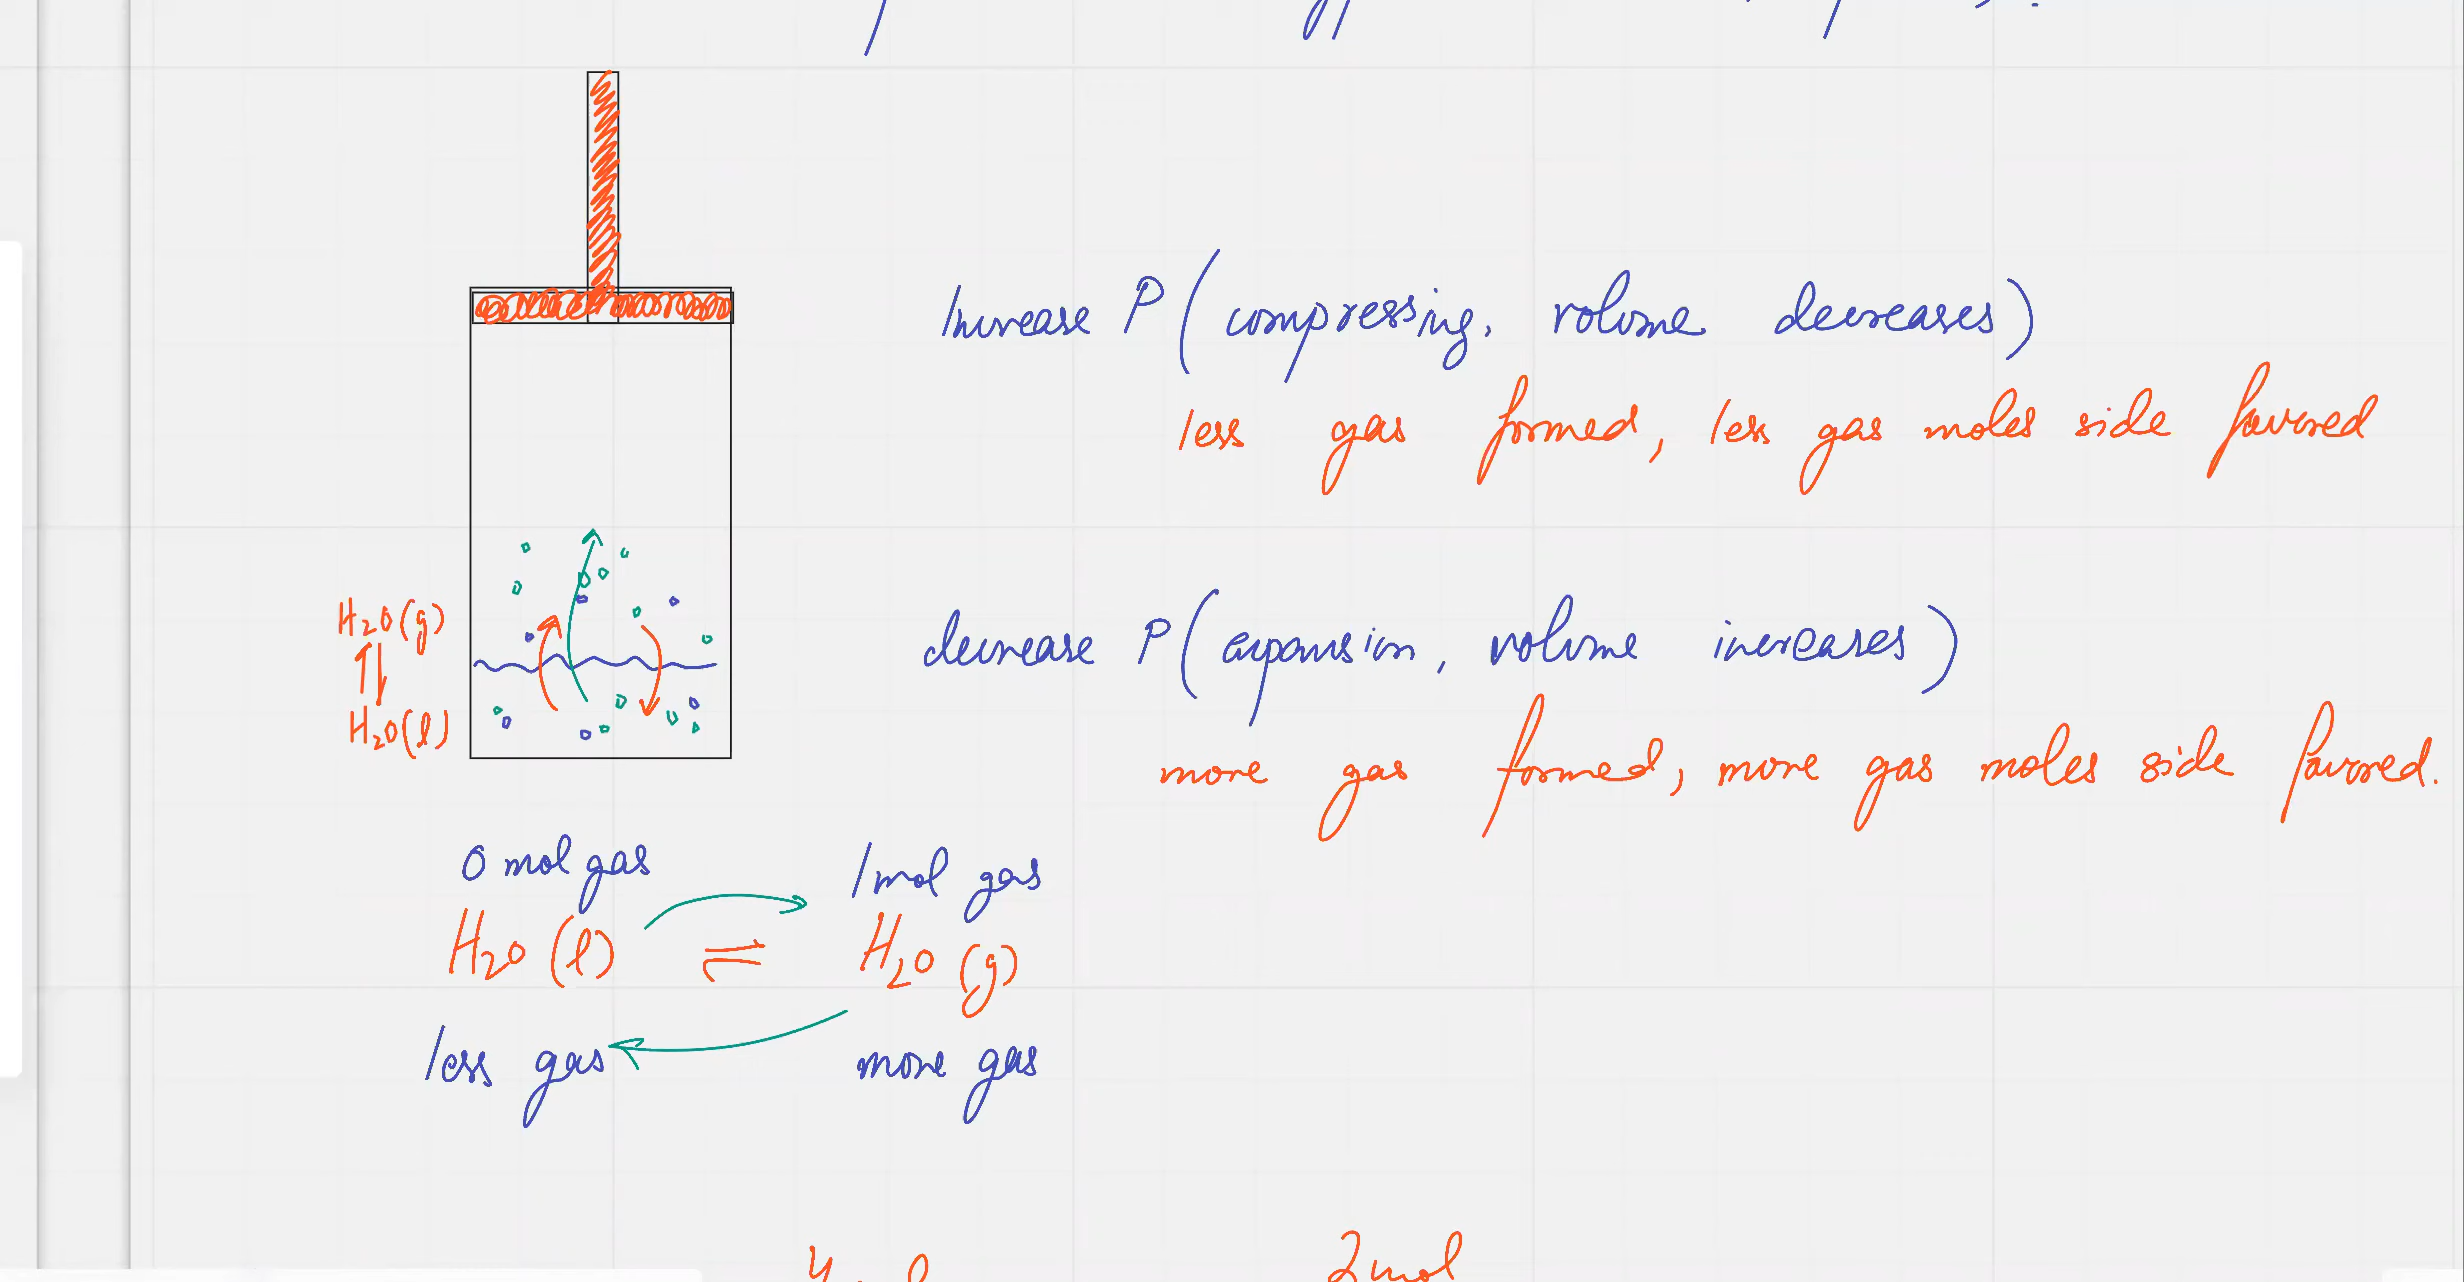 Increase P (compressing, volume decreases)
less gas formed, less gas moles side favored
H₂O(g)
⇅
H₂O(l)
decrease P (expansion, volume increases)
more gas formed, more gas moles side favored.
0 mol gas 1 mol gas
H₂O (l) ⇌ H₂O (g)
less gas more gas
2 mol